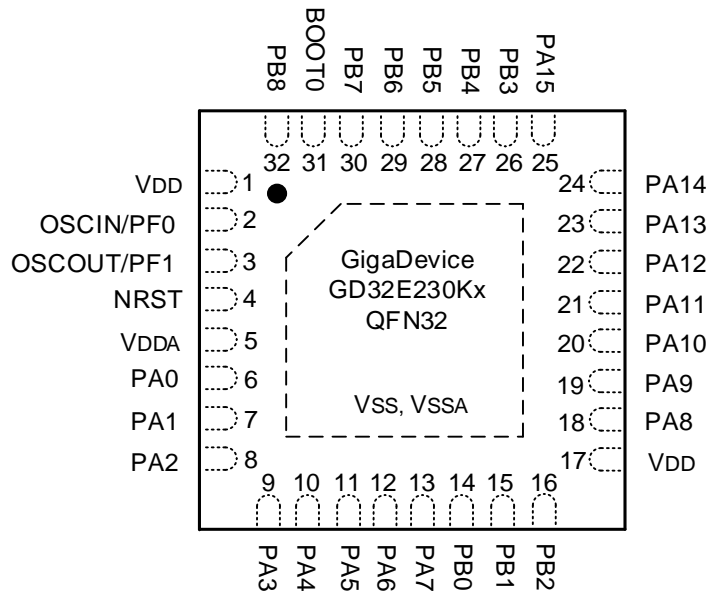 PB8 BOOT0 PB7 PB6 PB5 PB4 PB3 PA15
32 31 30 29 28 27 26 25
VDD 1
OSCIN/PF0 2
OSCOUT/PF1 3
NRST 4
VDDA 5
PA0 6
PA1 7
PA2 8
GigaDevice
GD32E230Kx
QFN32
VSS, VSSA
24 PA14
23 PA13
22 PA12
21 PA11
20 PA10
19 PA9
18 PA8
17 VDD
9 10 11 12 13 14 15 16
PA3 PA4 PA5 PA6 PA7 PB0 PB1 PB2